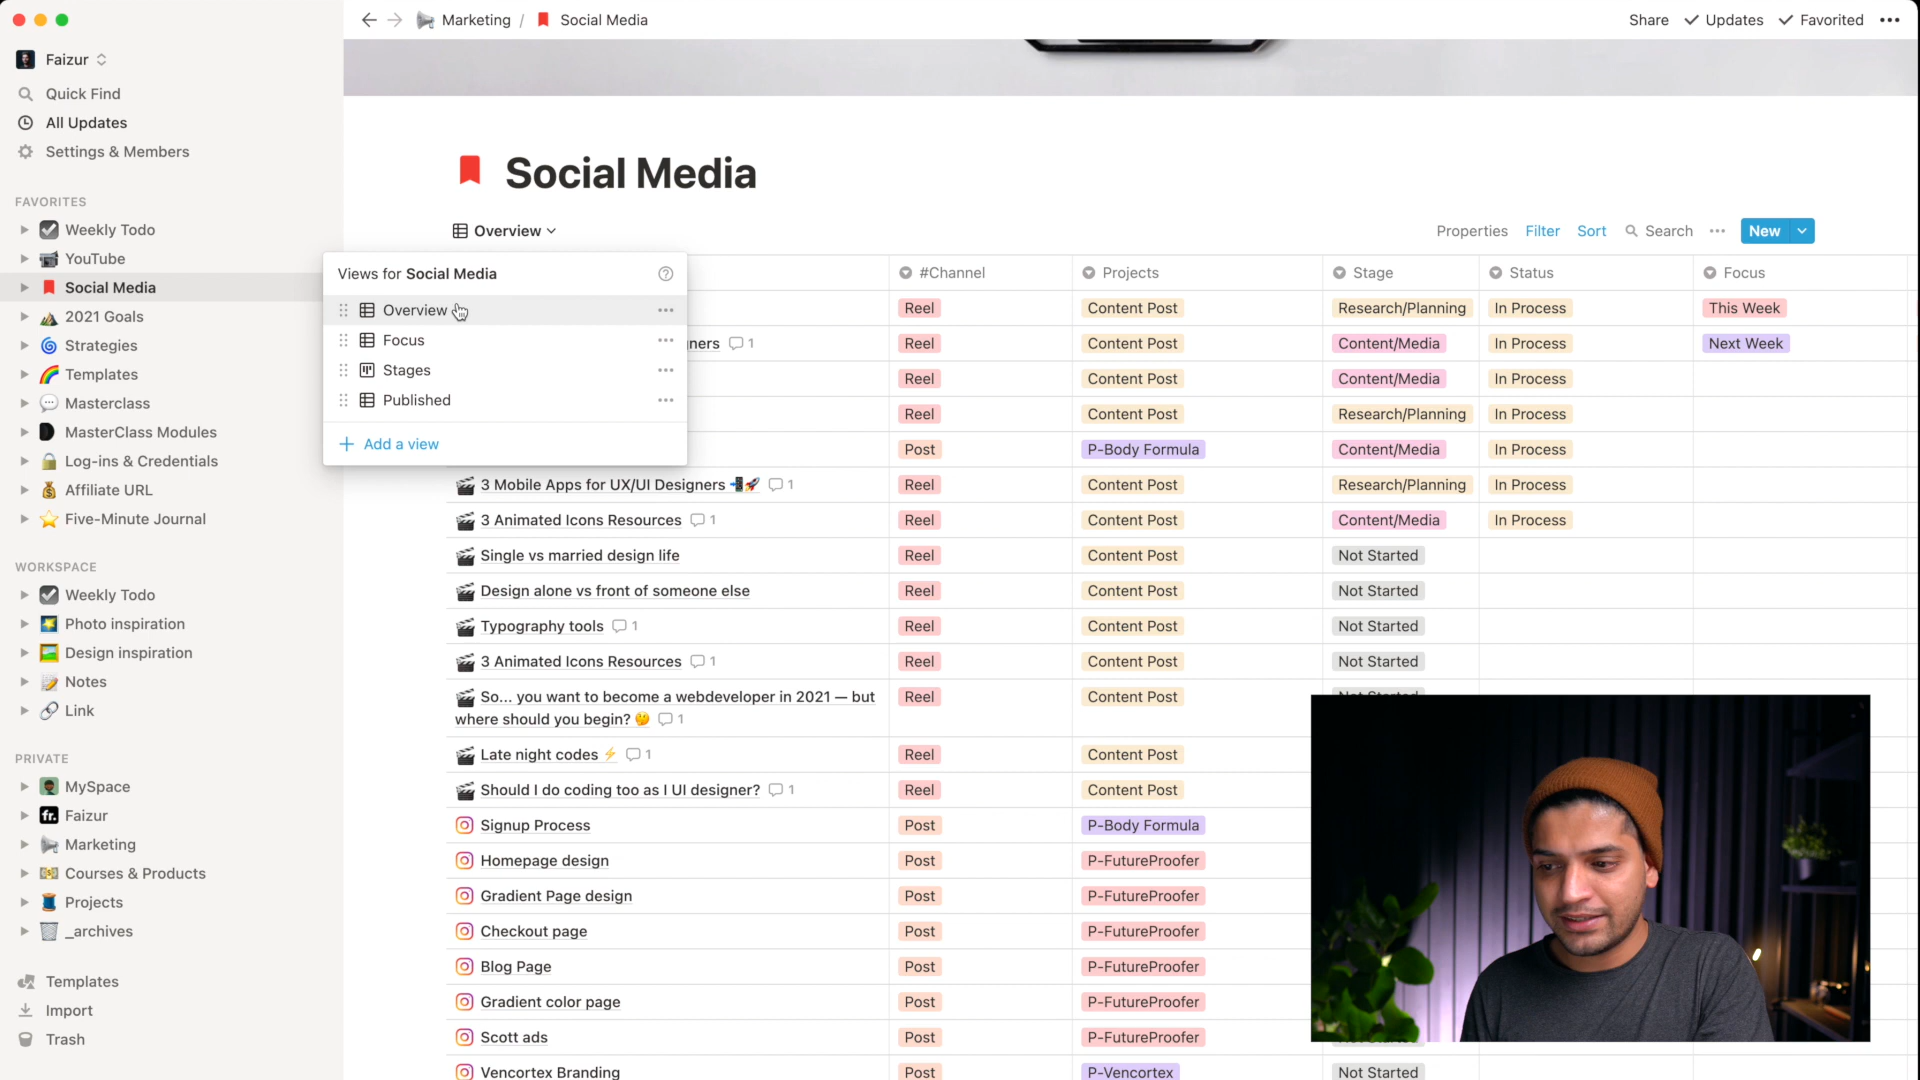 Marketing / Social Media
Share Updates Favorited
Faizur
Quick Find
All Updates
Settings & Members
FAVORITES
Weekly Todo
YouTube
Social Media
2021 Goals
Strategies
Templates
Masterclass
MasterClass Modules
Log-ins & Credentials
Affiliate URL
Five-Minute Journal
WORKSPACE
Weekly Todo
Photo inspiration
Design inspiration
Notes
Link
PRIVATE
MySpace
fr. Faizur
Marketing
Courses & Products
Projects
_archives
Templates
Import
Trash
Social Media
Overview
Properties Filter Sort Search New
Views for Social Media
Overview
Focus
Stages
Published
Add a view
#Channel Projects Stage Status Focus
Reel Content Post Research/Planning In Process This Week
ners 1 Reel Content Post Content/Media In Process Next Week
Reel Content Post Content/Media In Process
Reel Content Post Research/Planning In Process
Post P-Body Formula Content/Media In Process
3 Mobile Apps for UX/UI Designers 📲🚀 1 Reel Content Post Research/Planning In Process
3 Animated Icons Resources 1 Reel Content Post Content/Media In Process
Single vs married design life Reel Content Post Not Started
Design alone vs front of someone else Reel Content Post Not Started
Typography tools 1 Reel Content Post Not Started
3 Animated Icons Resources 1 Reel Content Post Not Started
So... you want to become a webdeveloper in 2021 — but Reel Content Post
where should you begin? 🤔 1
Late night codes ⚡ 1 Reel Content Post
Should I do coding too as I UI designer? 1 Reel Content Post
Signup Process Post P-Body Formula
Homepage design Post P-FutureProofer
Gradient Page design Post P-FutureProofer
Checkout page Post P-FutureProofer
Blog Page Post P-FutureProofer
Gradient color page Post P-FutureProofer
Scott ads Post P-FutureProofer
Vencortex Branding Post P-Vencortex Not Started